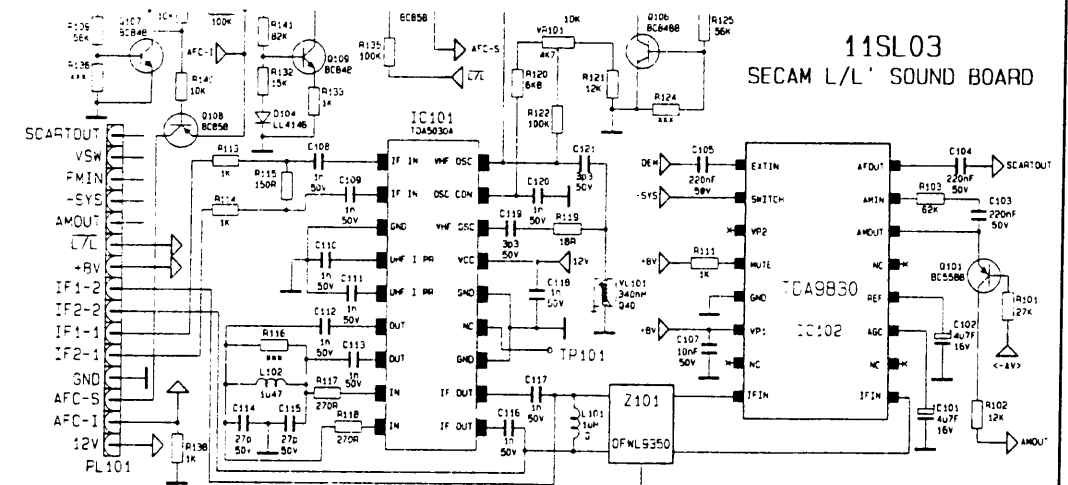 11SL03
SECAM L/L' SOUND BOARD
R109
56K
Q107
BC848
100K
R136
xxx
AFC-I
R141
82K
Q109
BC848
R132
15K
R133
1K
D104
LL4148
10K
Q108
BC858
R135
100K
BC858
AFC-S
L/L
10K
VR101
4K7
R120
6K8
R121
12K
R122
100K
Q106
BC848B
R125
56K
R124
xxx
SCARTOUT
VSW
FMIN
-SYS
AMOUT
L/L
+8V
IF1-2
IF2-2
IF1-1
IF2-1
GND
AFC-S
AFC-I
12V
PL101
R138
1K
R113
1K
R115
150R
R114
1K
C108
1n
50V
C109
1n
50V
C110
1n
50V
C111
1n
50V
C112
1n
50V
R116
xxx
C113
1n
50V
L102
1u47
R117
270R
C114
27p
50V
C115
27p
50V
R118
270R
IC101
TDA5030A
IF IN
IF IN
GND
UHF I PR
UHF I PR
OUT
OUT
IN
IN
VHF OSC
OSC CON
VHF OSC
VCC
GND
NC
GND
IF OUT
IF OUT
C121
3p3
50V
C120
1n
50V
C119
3p3
50V
R119
18R
12V
C118
1n
50V
VL101
340nH
Q40
TP101
C117
1n
50V
C116
1n
50V
L101
1uH
Z101
OFWL9350
DEM
C105
220nF
50V
-SYS
+8V
R111
1K
+8V
C107
10nF
50V
EXTIN
SWITCH
VP2
MUTE
GND
VP1
NC
IFIN
TDA9830
IC102
AFOUT
AMIN
AMOUT
NC
REF
AGC
NC
IFIN
C104
220nF
50V
SCARTOUT
R103
62K
C103
220nF
50V
Q101
BC558B
R101
27K
<-AV>
C102
4u7F
16V
C101
4u7F
16V
R102
12K
AMOUT